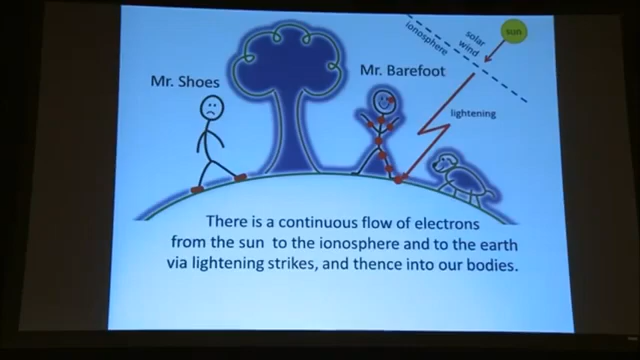 sun
solar
wind
ionosphere
Mr. Shoes
Mr. Barefoot
lightening
There is a continuous flow of electrons
from the sun to the ionosphere and to the earth
via lightening strikes, and thence into our bodies.